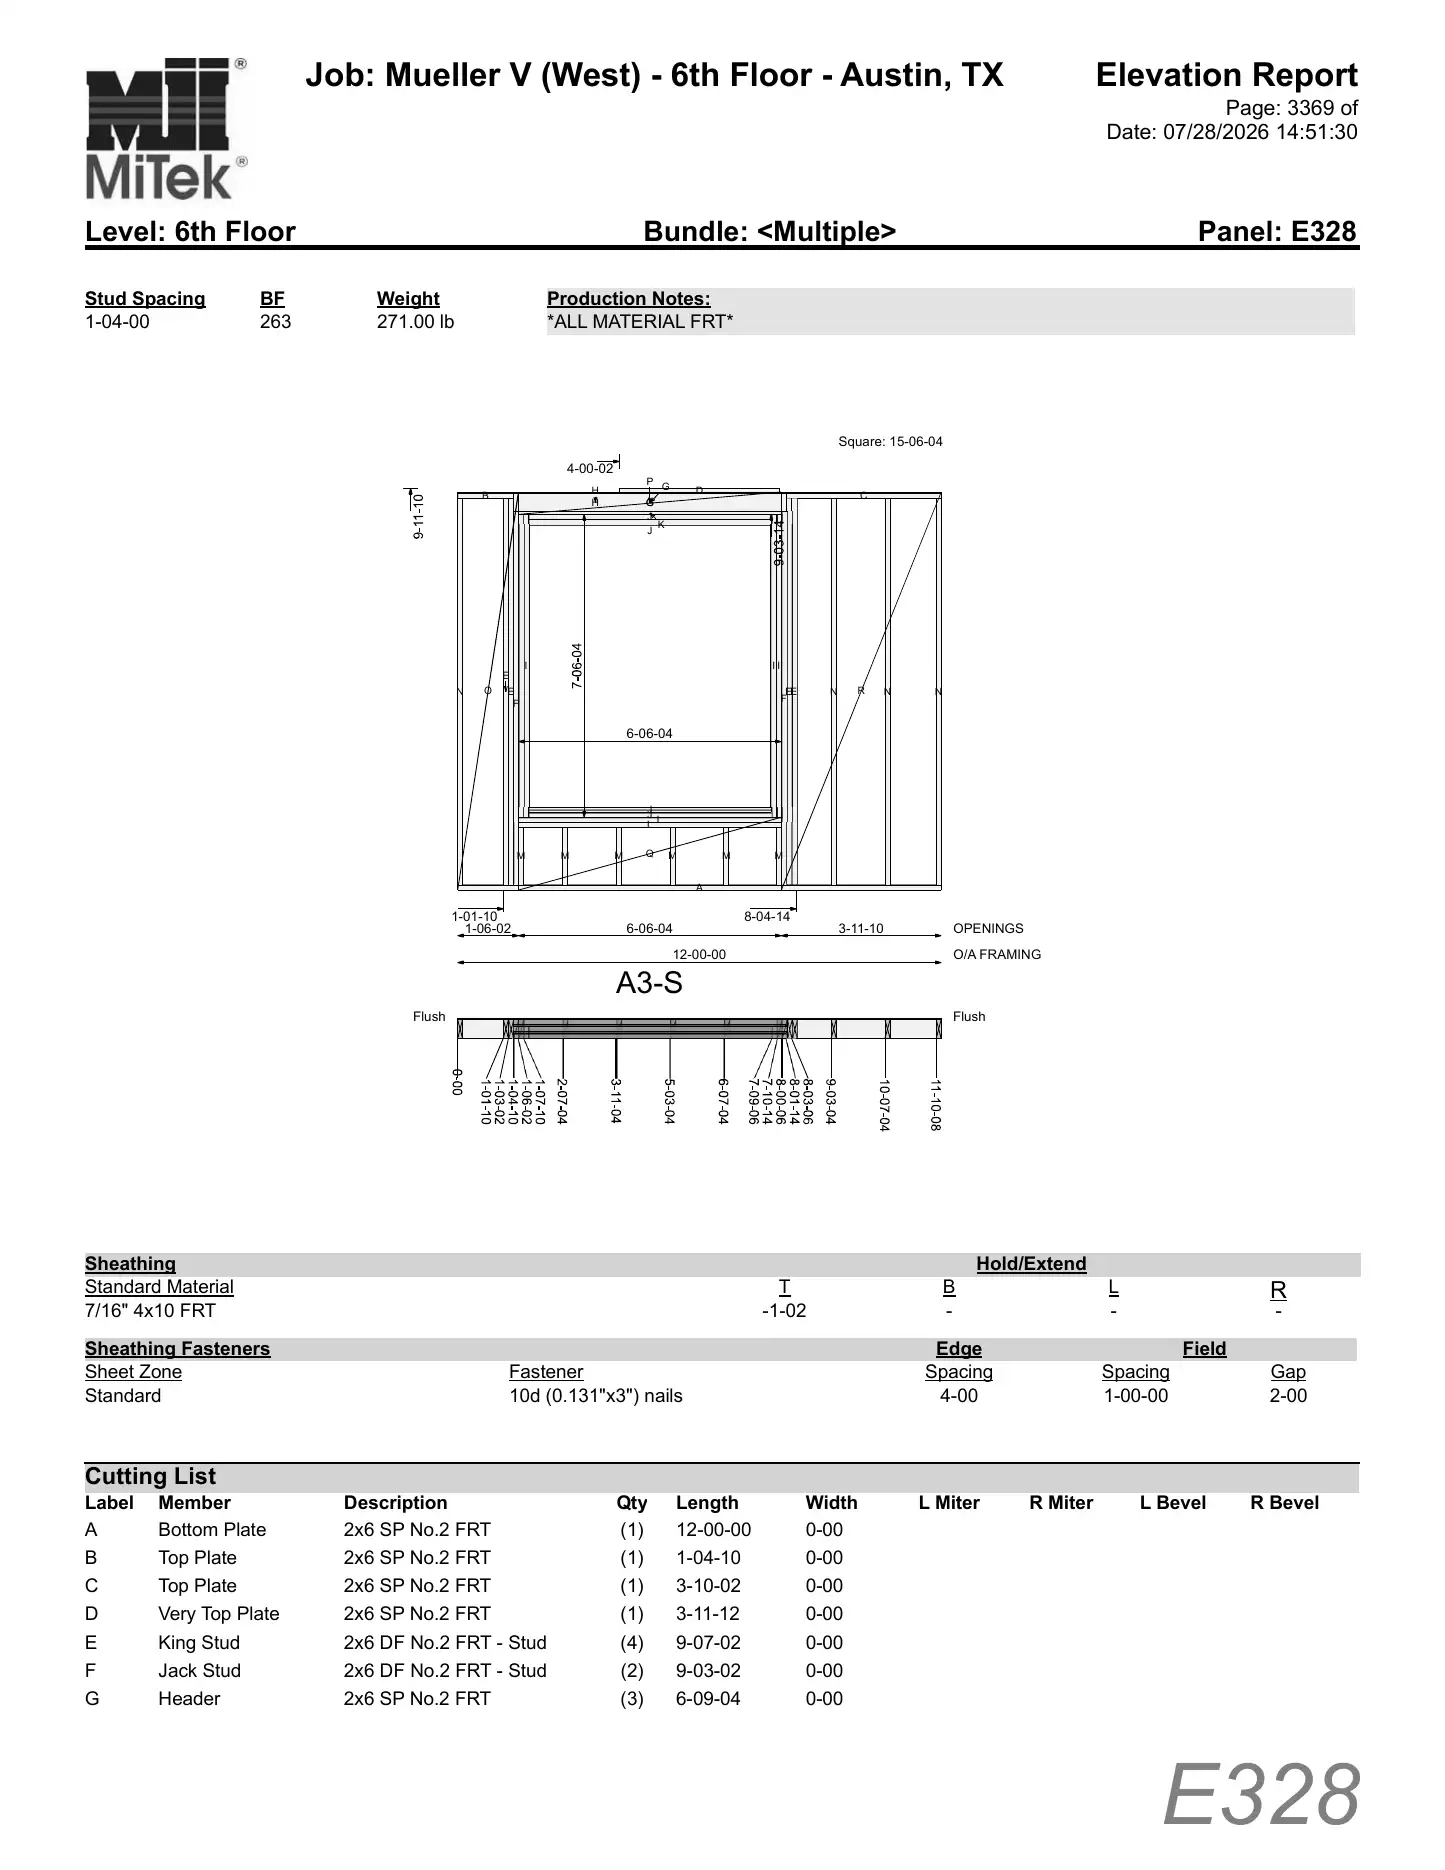 Job: Mueller V (West) - 6th Floor - Austin, TX
Elevation Report
Page: 3369 of
Date: 07/28/2026 14:51:30
MiTek
Level: 6th Floor Bundle: <Multiple> Panel: E328
Stud Spacing BF Weight Production Notes:
1-04-00 263 271.00 lb *ALL MATERIAL FRT*
Square: 15-06-04
4-00-02
P
G
H
D
B
H
G
C
9-11-10
K
K
J
9-03-14
7-06-04
I
I I
E
N O E
F
F E E N R N N
6-06-04
J
J
I
L
M M M Q M M M
A
1-01-10 8-04-14
1-06-02 6-06-04 3-11-10 OPENINGS
12-00-00 O/A FRAMING
A3-S
Flush Flush
0-00
1-01-10
1-03-02
1-04-10
1-06-02
1-07-10
2-07-04
3-11-04
5-03-04
6-07-04
7-09-06
7-10-14
8-00-06
8-01-14
8-03-06
9-03-04
10-07-04
11-10-08
Sheathing Hold/Extend
Standard Material T B L R
7/16" 4x10 FRT -1-02 - - -
Sheathing Fasteners Edge Field
Sheet Zone Fastener Spacing Spacing Gap
Standard 10d (0.131"x3") nails 4-00 1-00-00 2-00
Cutting List
Label Member Description Qty Length Width L Miter R Miter L Bevel R Bevel
A Bottom Plate 2x6 SP No.2 FRT (1) 12-00-00 0-00
B Top Plate 2x6 SP No.2 FRT (1) 1-04-10 0-00
C Top Plate 2x6 SP No.2 FRT (1) 3-10-02 0-00
D Very Top Plate 2x6 SP No.2 FRT (1) 3-11-12 0-00
E King Stud 2x6 DF No.2 FRT - Stud (4) 9-07-02 0-00
F Jack Stud 2x6 DF No.2 FRT - Stud (2) 9-03-02 0-00
G Header 2x6 SP No.2 FRT (3) 6-09-04 0-00
E328